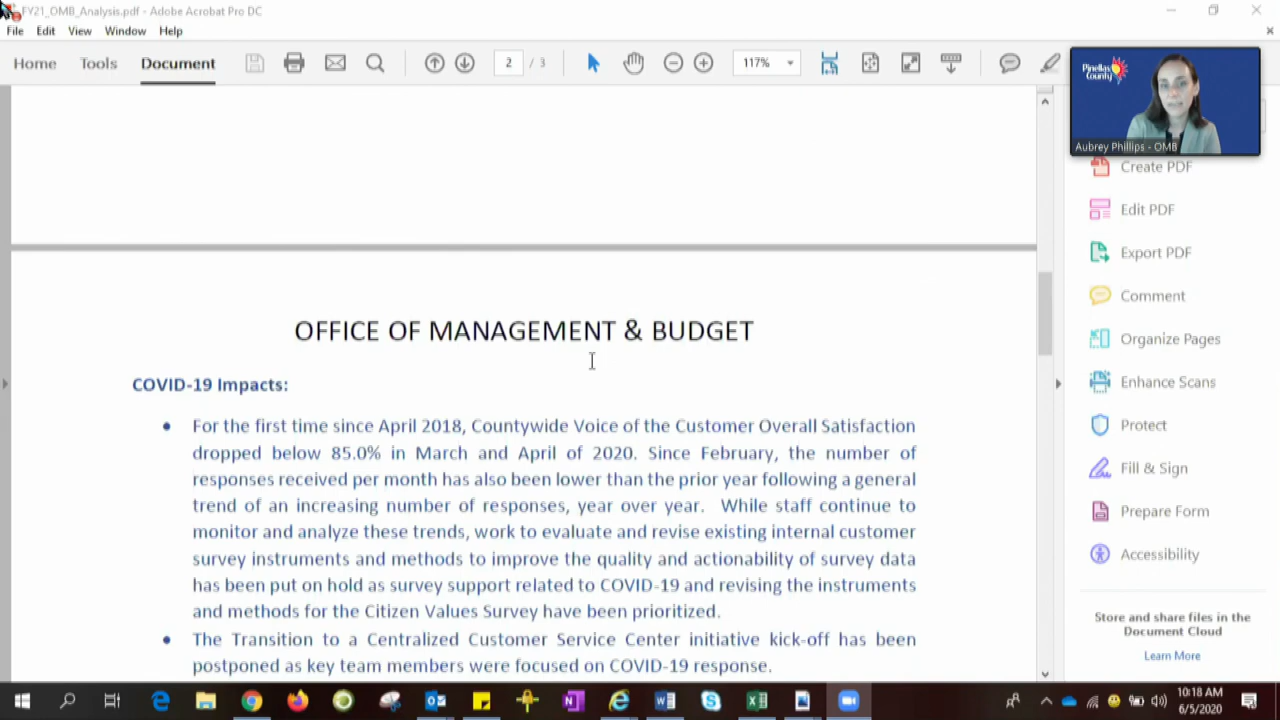 FY21_OMB_Analysis.pdf - Adobe Acrobat Pro DC
File Edit View Window Help
Home Tools Document 2 / 3 117%
Pinellas County
Aubrey Phillips - OMB
Create PDF
Edit PDF
Export PDF
Comment
Organize Pages
Enhance Scans
Protect
Fill & Sign
Prepare Form
Accessibility
Store and share files in the
Document Cloud
Learn More
OFFICE OF MANAGEMENT & BUDGET
COVID-19 Impacts:
• For the first time since April 2018, Countywide Voice of the Customer Overall Satisfaction
dropped below 85.0% in March and April of 2020. Since February, the number of
responses received per month has also been lower than the prior year following a general
trend of an increasing number of responses, year over year. While staff continue to
monitor and analyze these trends, work to evaluate and revise existing internal customer
survey instruments and methods to improve the quality and actionability of survey data
has been put on hold as survey support related to COVID-19 and revising the instruments
and methods for the Citizen Values Survey have been prioritized.
• The Transition to a Centralized Customer Service Center initiative kick-off has been
postponed as key team members were focused on COVID-19 response.
10:18 AM
6/5/2020